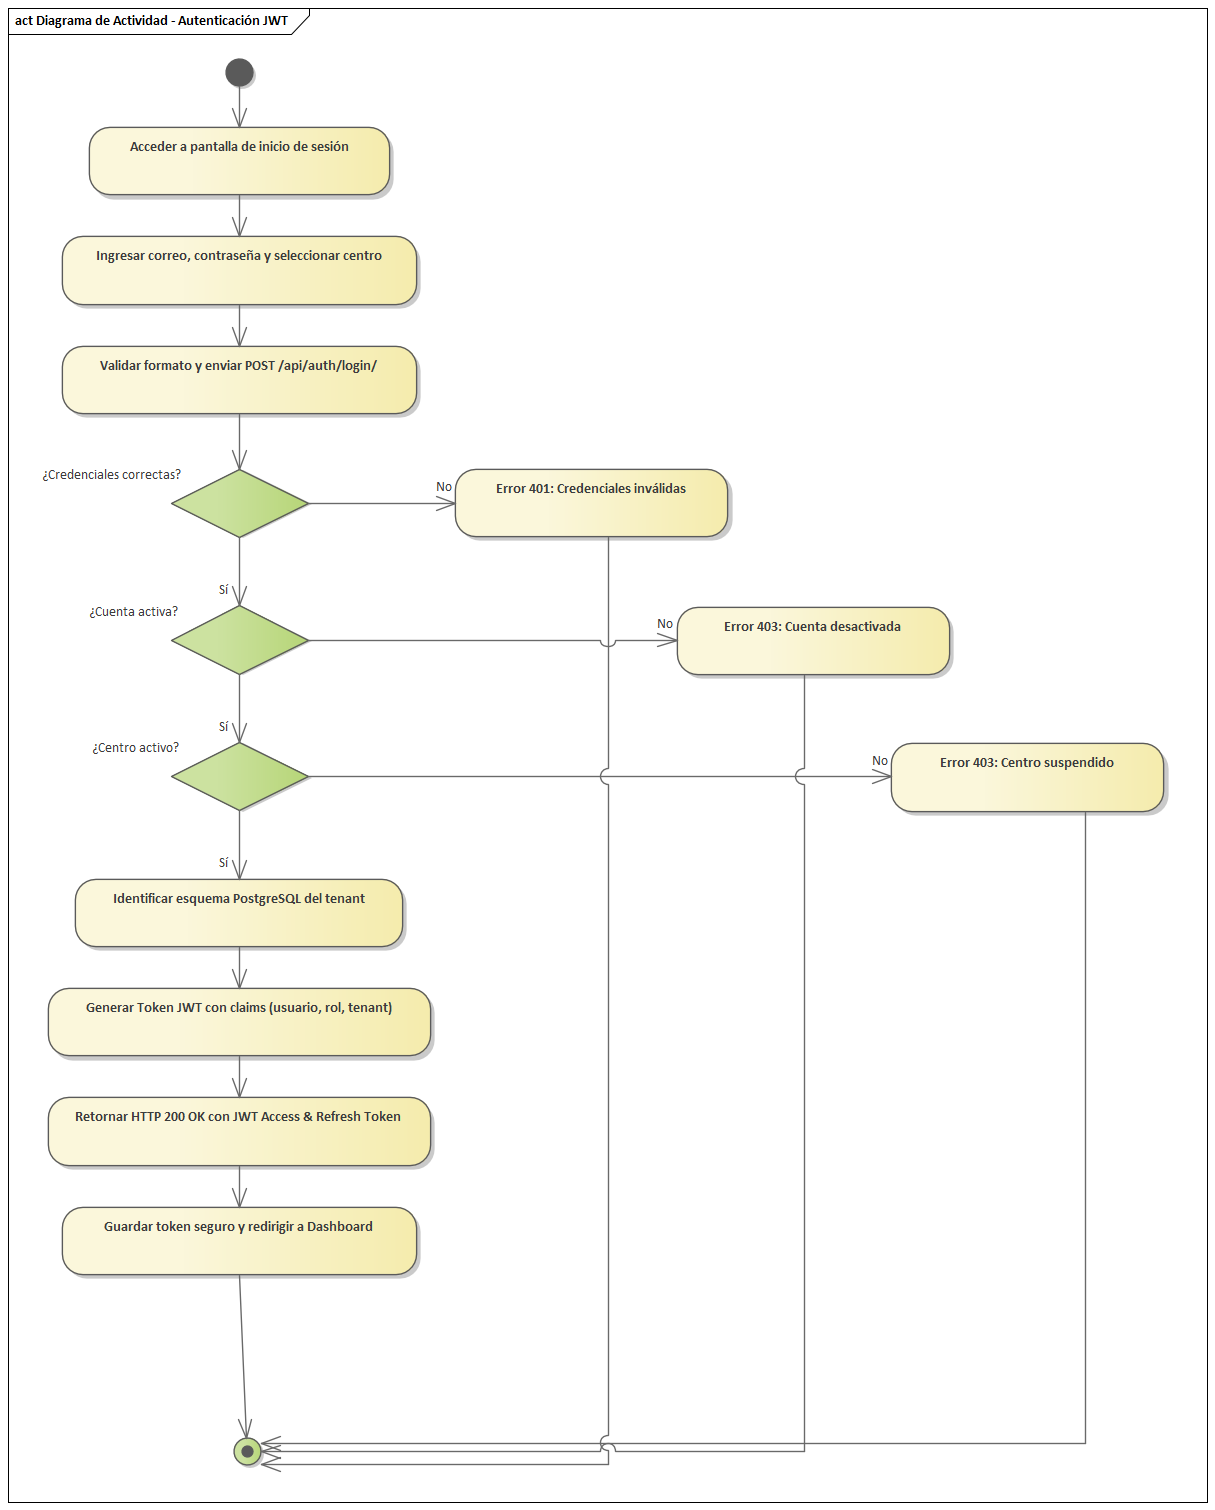 act Diagrama de Actividad - Autenticación JWT
Acceder a pantalla de inicio de sesión
Ingresar correo, contraseña y seleccionar centro
Validar formato y enviar POST /api/auth/login/
¿Credenciales correctas?
No
Error 401: Credenciales inválidas
Sí
¿Cuenta activa?
No
Error 403: Cuenta desactivada
Sí
¿Centro activo?
No
Error 403: Centro suspendido
Sí
Identificar esquema PostgreSQL del tenant
Generar Token JWT con claims (usuario, rol, tenant)
Retornar HTTP 200 OK con JWT Access & Refresh Token
Guardar token seguro y redirigir a Dashboard